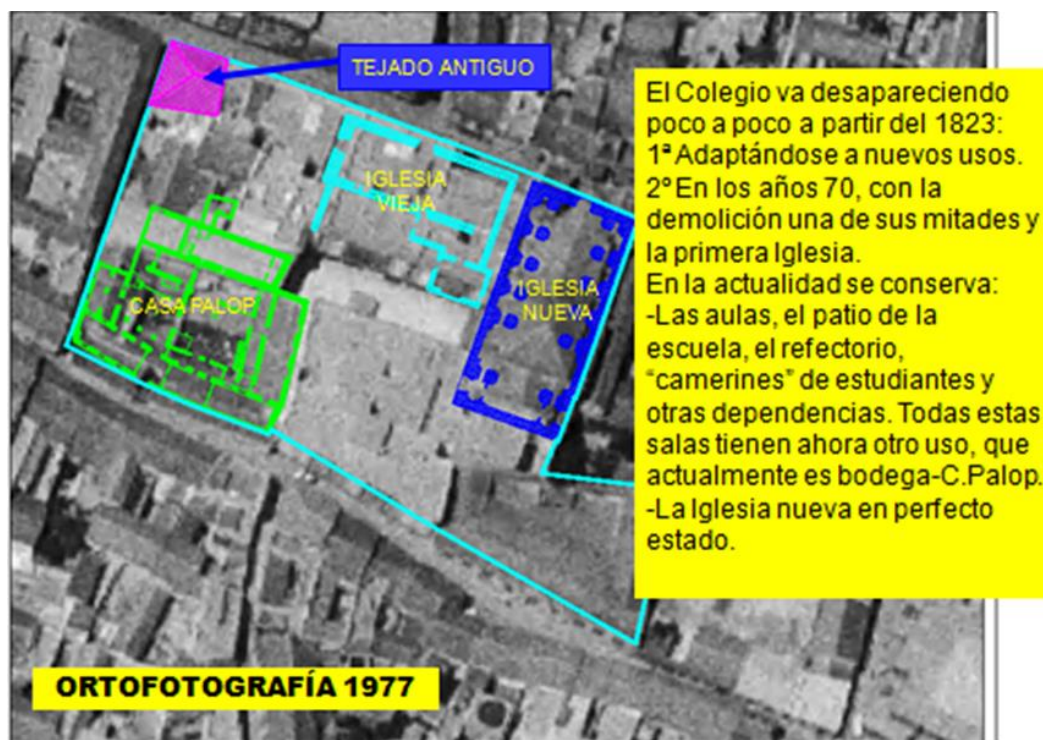 TEJADO ANTIGUO
El Colegio va desapareciendo
poco a poco a partir del 1823:
1ª Adaptándose a nuevos usos.
2º En los años 70, con la
demolición una de sus mitades y
la primera Iglesia.
En la actualidad se conserva:
-Las aulas, el patio de la
escuela, el refectorio,
“camerines” de estudiantes y
otras dependencias. Todas estas
salas tienen ahora otro uso, que
actualmente es bodega-C.Palop.
-La Iglesia nueva en perfecto
estado.
IGLESIA
VIEJA
IGLESIA
NUEVA
CASA PALOP
ORTOFOTOGRAFÍA 1977